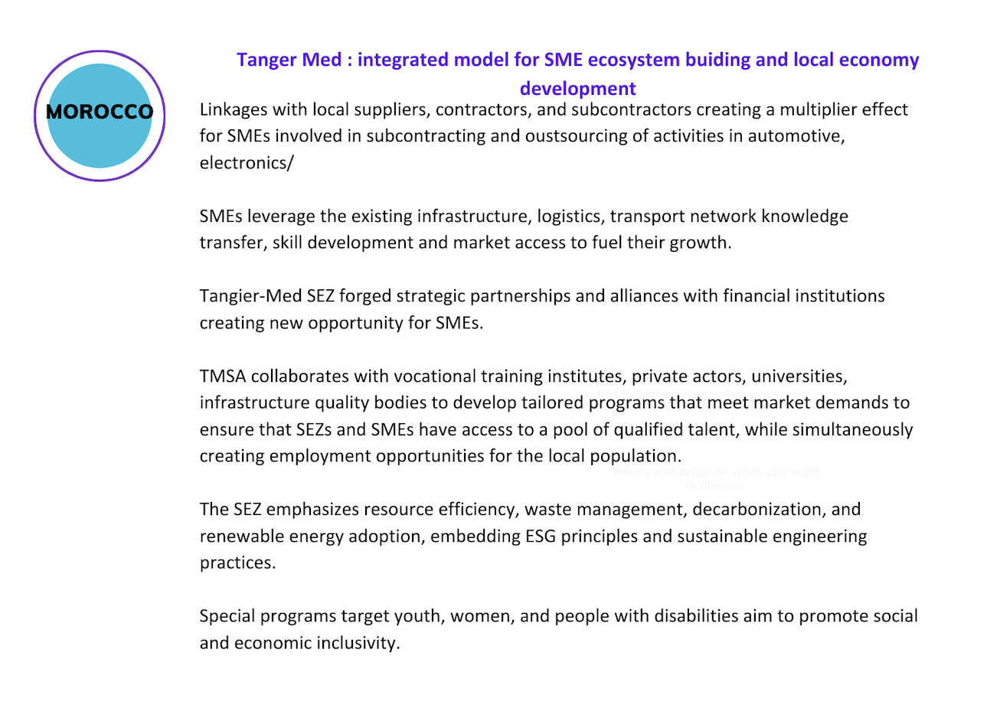 MOROCCO
Tanger Med : integrated model for SME ecosystem buiding and local economy
development
Linkages with local suppliers, contractors, and subcontractors creating a multiplier effect
for SMEs involved in subcontracting and oustsourcing of activities in automotive,
electronics/
SMEs leverage the existing infrastructure, logistics, transport network knowledge
transfer, skill development and market access to fuel their growth.
Tangier-Med SEZ forged strategic partnerships and alliances with financial institutions
creating new opportunity for SMEs.
TMSA collaborates with vocational training institutes, private actors, universities,
infrastructure quality bodies to develop tailored programs that meet market demands to
ensure that SEZs and SMEs have access to a pool of qualified talent, while simultaneously
creating employment opportunities for the local population.
Briefly elaborate on what you want
Briefly elaborate on what you want
to discuss.
The SEZ emphasizes resource efficiency, waste management, decarbonization, and
renewable energy adoption, embedding ESG principles and sustainable engineering
practices.
Special programs target youth, women, and people with disabilities aim to promote social
and economic inclusivity.